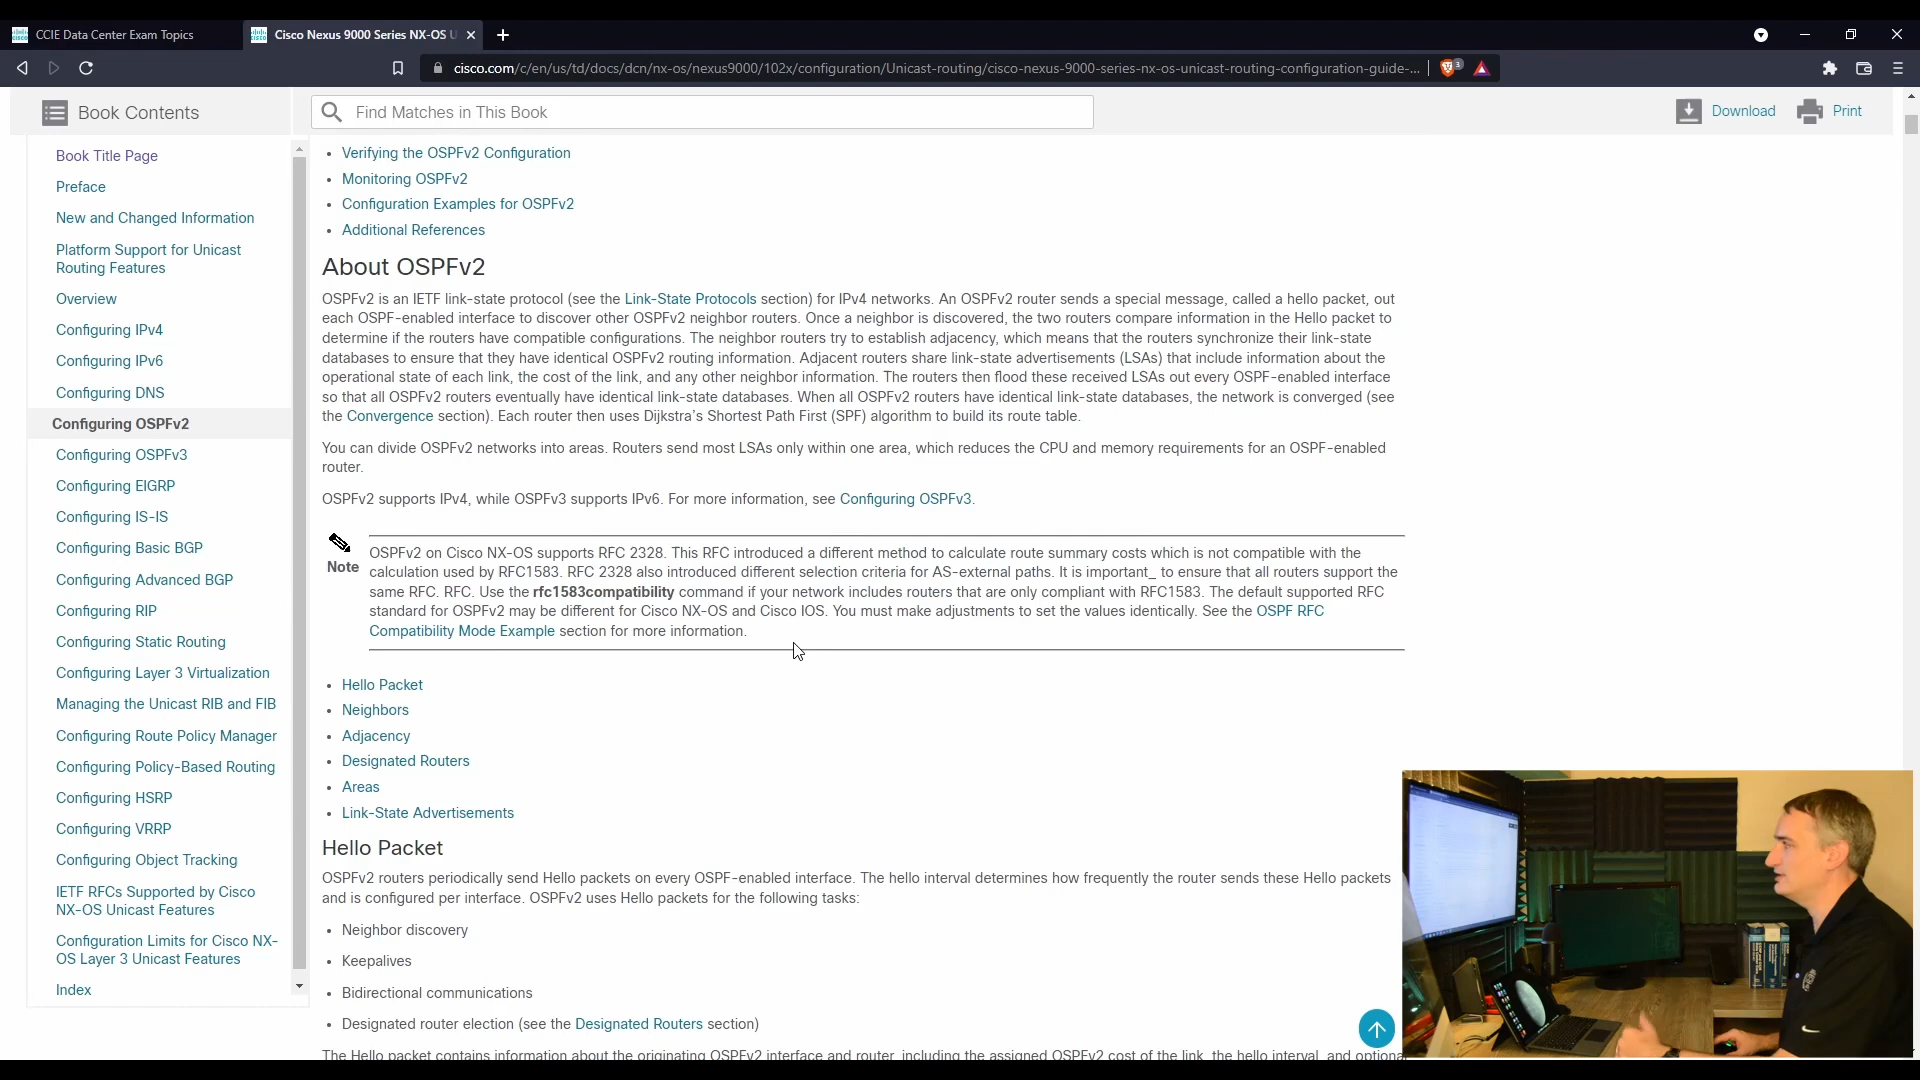 CCIE Data Center Exam Topics
Cisco Nexus 9000 Series NX-OS U
cisco.com/c/en/us/td/docs/dcn/nx-os/nexus9000/102x/configuration/Unicast-routing/cisco-nexus-9000-series-nx-os-unicast-routing-configuration-guide-...
3
Book Contents
Find Matches in This Book
Download
Print
Book Title Page
Preface
New and Changed Information
Platform Support for Unicast
Routing Features
Overview
Configuring IPv4
Configuring IPv6
Configuring DNS
Configuring OSPFv2
Configuring OSPFv3
Configuring EIGRP
Configuring IS-IS
Configuring Basic BGP
Configuring Advanced BGP
Configuring RIP
Configuring Static Routing
Configuring Layer 3 Virtualization
Managing the Unicast RIB and FIB
Configuring Route Policy Manager
Configuring Policy-Based Routing
Configuring HSRP
Configuring VRRP
Configuring Object Tracking
IETF RFCs Supported by Cisco
NX-OS Unicast Features
Configuration Limits for Cisco NX-
OS Layer 3 Unicast Features
Index
• Verifying the OSPFv2 Configuration
• Monitoring OSPFv2
• Configuration Examples for OSPFv2
• Additional References
About OSPFv2
OSPFv2 is an IETF link-state protocol (see the Link-State Protocols section) for IPv4 networks. An OSPFv2 router sends a special message, called a hello packet, out
each OSPF-enabled interface to discover other OSPFv2 neighbor routers. Once a neighbor is discovered, the two routers compare information in the Hello packet to
determine if the routers have compatible configurations. The neighbor routers try to establish adjacency, which means that the routers synchronize their link-state
databases to ensure that they have identical OSPFv2 routing information. Adjacent routers share link-state advertisements (LSAs) that include information about the
operational state of each link, the cost of the link, and any other neighbor information. The routers then flood these received LSAs out every OSPF-enabled interface
so that all OSPFv2 routers eventually have identical link-state databases. When all OSPFv2 routers have identical link-state databases, the network is converged (see
the Convergence section). Each router then uses Dijkstra's Shortest Path First (SPF) algorithm to build its route table.
You can divide OSPFv2 networks into areas. Routers send most LSAs only within one area, which reduces the CPU and memory requirements for an OSPF-enabled
router.
OSPFv2 supports IPv4, while OSPFv3 supports IPv6. For more information, see Configuring OSPFv3.
Note
OSPFv2 on Cisco NX-OS supports RFC 2328. This RFC introduced a different method to calculate route summary costs which is not compatible with the
calculation used by RFC1583. RFC 2328 also introduced different selection criteria for AS-external paths. It is important_ to ensure that all routers support the
same RFC. RFC. Use the rfc1583compatibility command if your network includes routers that are only compliant with RFC1583. The default supported RFC
standard for OSPFv2 may be different for Cisco NX-OS and Cisco IOS. You must make adjustments to set the values identically. See the OSPF RFC
Compatibility Mode Example section for more information.
• Hello Packet
• Neighbors
• Adjacency
• Designated Routers
• Areas
• Link-State Advertisements
Hello Packet
OSPFv2 routers periodically send Hello packets on every OSPF-enabled interface. The hello interval determines how frequently the router sends these Hello packets
and is configured per interface. OSPFv2 uses Hello packets for the following tasks:
• Neighbor discovery
• Keepalives
• Bidirectional communications
• Designated router election (see the Designated Routers section)
The Hello packet contains information about the originating OSPFv2 interface and router, including the assigned OSPFv2 cost of the link, the hello interval, and optional